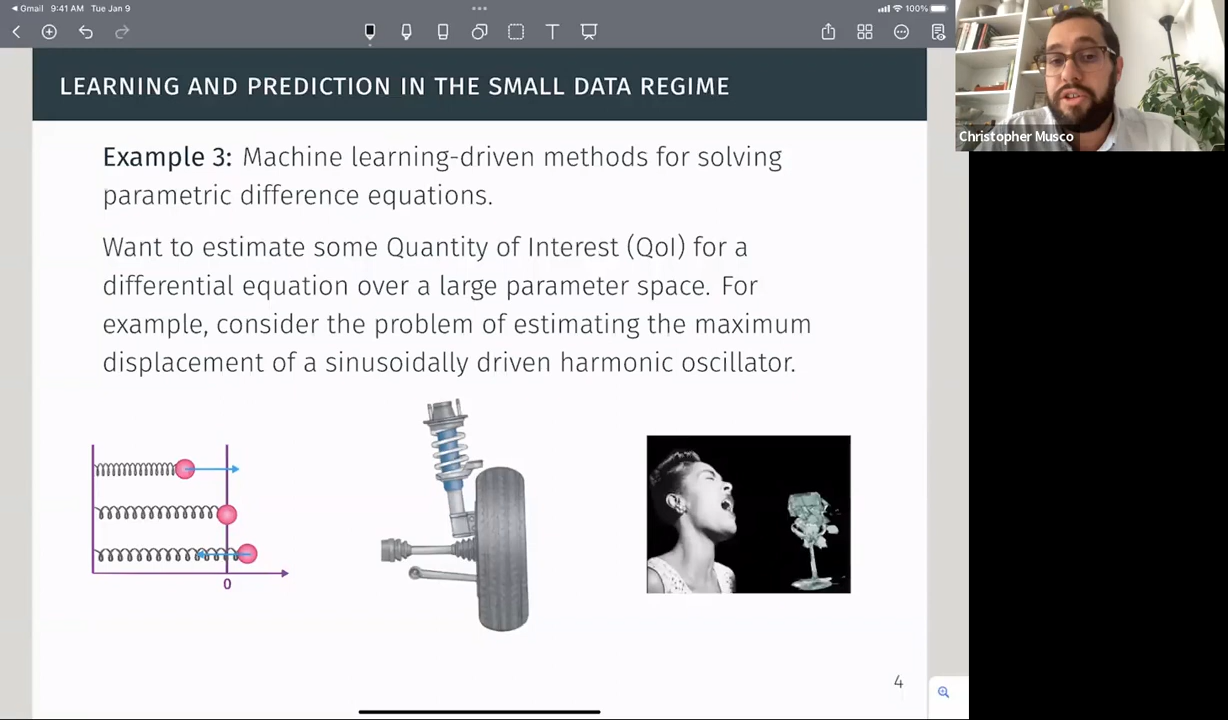 Gmail 9:41 AM Tue Jan 9
100%
LEARNING AND PREDICTION IN THE SMALL DATA REGIME
Christopher Musco
Example 3: Machine learning-driven methods for solving
parametric difference equations.
Want to estimate some Quantity of Interest (QoI) for a
differential equation over a large parameter space. For
example, consider the problem of estimating the maximum
displacement of a sinusoidally driven harmonic oscillator.
0
4